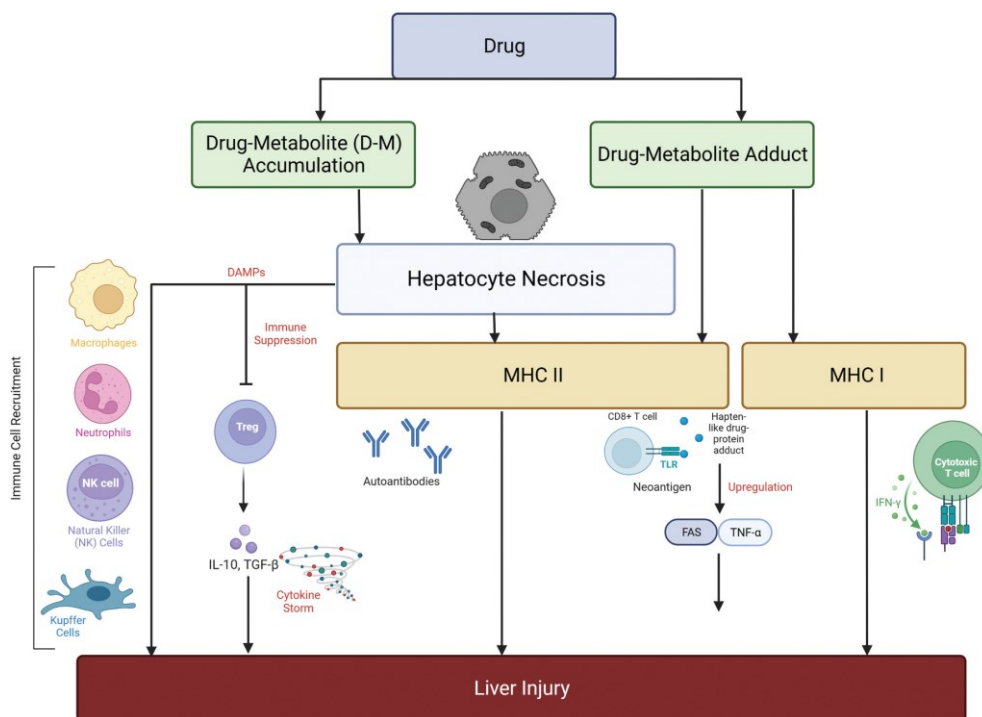 Drug
Drug-Metabolite (D-M)
Accumulation
Drug-Metabolite Adduct
Hepatocyte Necrosis
DAMPs
Immune
Suppression
Immune Cell Recruitment
Macrophages
Neutrophils
NK cell
Natural Killer
(NK) Cells
Kupffer
Cells
Treg
IL-10, TGF-β
Cytokine
Storm
MHC II
MHC I
Autoantibodies
CD8+ T cell
TLR
Neoantigen
Hapten-
like drug-
protein
adduct
Upregulation
FAS
TNF-α
Cytotoxic
T cell
IFN-γ
Liver Injury